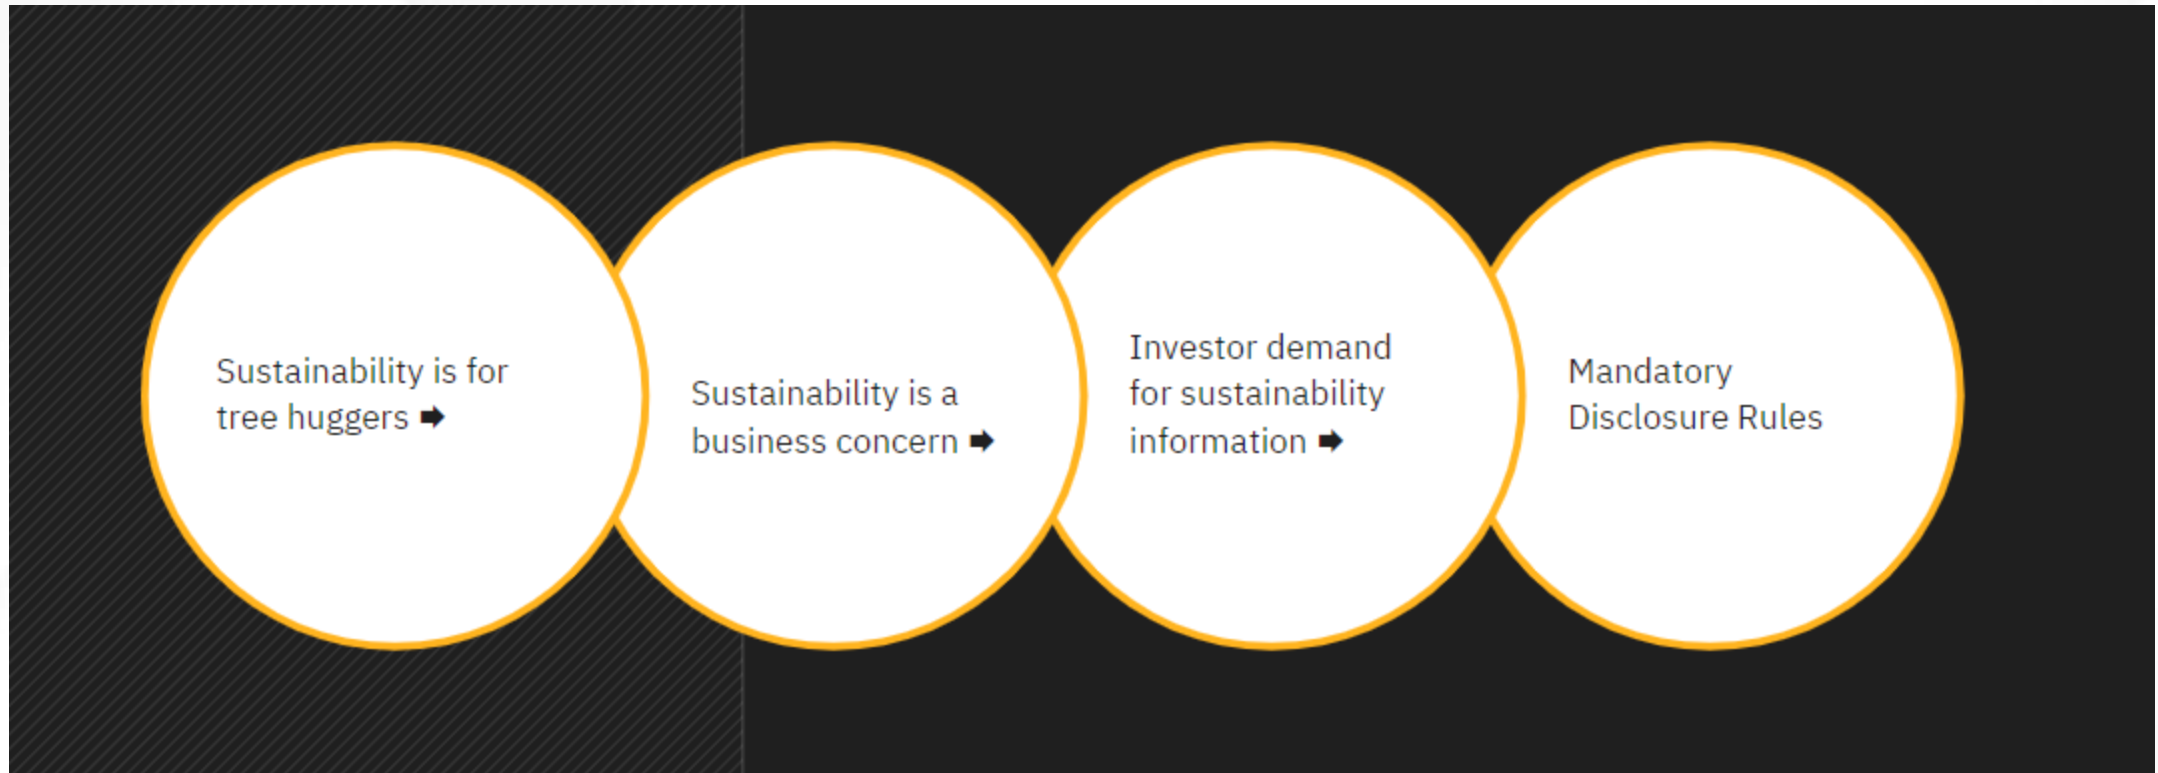 Sustainability is for
tree huggers 🡆
Sustainability is a
business concern 🡆
Investor demand
for sustainability
information 🡆
Mandatory
Disclosure Rules